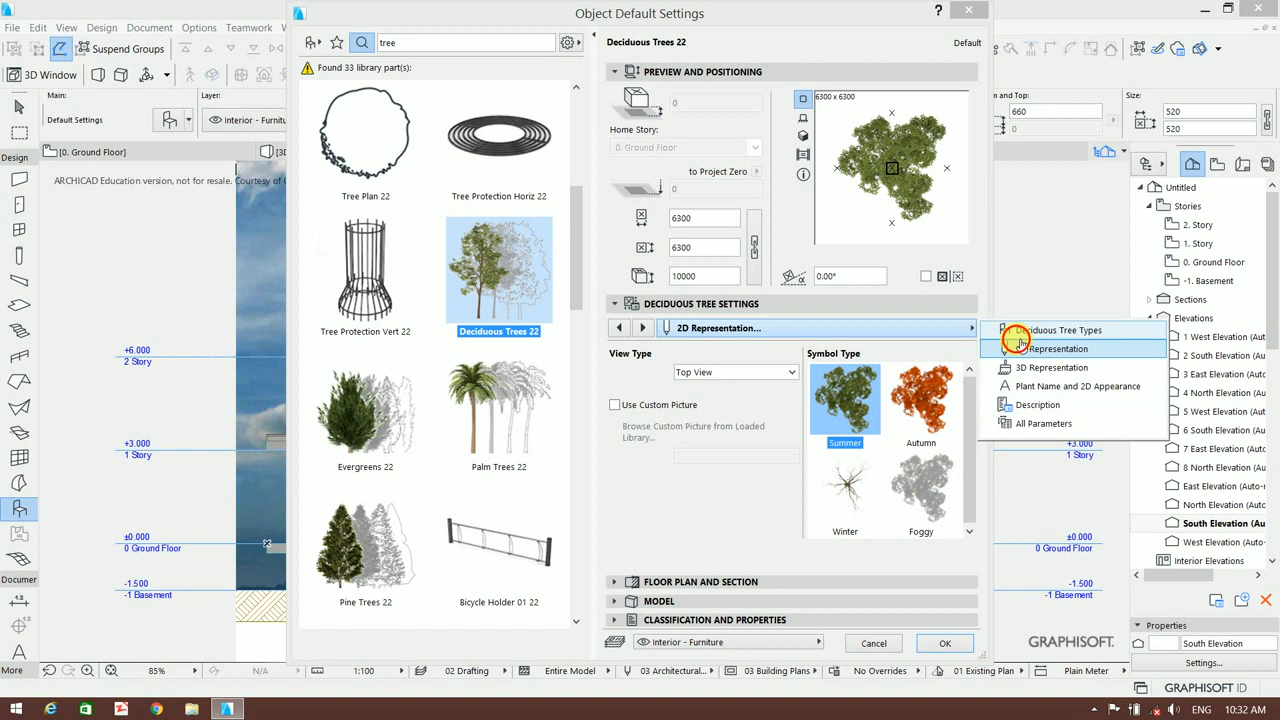 Object Default Settings
?
File
Edit
View
Design
Document
Options
Teamwork
Suspend Groups
3D Window
Main:
Default Settings
Layer:
Interior - Furnitu
[0. Ground Floor]
ARCHICAD Education version, not for resale. Courtesy of G
tree
Found 33 library part(s):
Tree Plan 22
Tree Protection Horiz 22
Tree Protection Vert 22
Deciduous Trees 22
Evergreens 22
Palm Trees 22
Pine Trees 22
Bicycle Holder 01 22
Deciduous Trees 22
Default
PREVIEW AND POSITIONING
0
Home Story:
0. Ground Floor
to Project Zero
0
6300
6300
10000
6300 x 6300
0.00°
DECIDUOUS TREE SETTINGS
2D Representation...
View Type
Top View
Use Custom Picture
Browse Custom Picture from Loaded
Library...
Symbol Type
Summer
Autumn
Winter
Foggy
FLOOR PLAN AND SECTION
MODEL
CLASSIFICATION AND PROPERTIES
Interior - Furniture
Cancel
OK
Deciduous Tree Types
Representation
3D Representation
Plant Name and 2D Appearance
Description
All Parameters
m and Top:
660
0
Size:
520
520
Untitled
Stories
2. Story
1. Story
0. Ground Floor
-1. Basement
Sections
Elevations
1 West Elevation (Aut
2 South Elevation (Au
3 East Elevation (Auto
4 North Elevation (Au
5 West Elevation (Aut
6 South Elevation (Au
7 East Elevation (Auto
8 North Elevation (Au
East Elevation (Auto-r
North Elevation (Auto
South Elevation (Au
West Elevation (Auto-
Interior Elevations
Properties
South Elevation
Settings...
GRAPHISOFT ID
+6.000
2 Story
+3.000
1 Story
±0.000
0 Ground Floor
-1.500
-1 Basement
+3.000
1 Story
±0.000
0 Ground Floor
-1.500
-1 Basement
GRAPHISOFT.
Design
Documer
More
85%
N/A
1:100
02 Drafting
Entire Model
03 Architectural...
03 Building Plans
No Overrides
01 Existing Plan
Plain Meter
ENG
10:32 AM